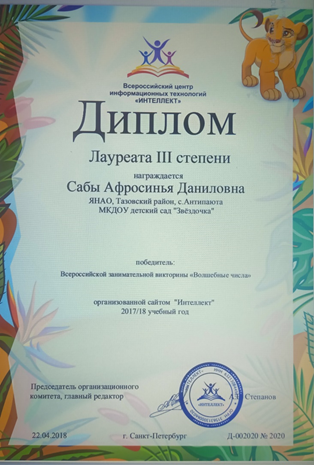 Всероссийский центр
информационных технологий
«ИНТЕЛЛЕКТ»
Диплом
Лауреата III степени
награждается
Сабы Афросинья Даниловна
ЯНАО, Тазовский район, с.Антипаюта
МКДОУ детский сад "Звёздочка"
победитель:
Всероссийской занимательной викторины «Волшебные числа»
организованной сайтом "Интеллект"
2017/18 учебный год
Председатель организационного
комитета, главный редактор
Степанов
«ИНТЕЛЛЕКТ»
22.04.2018 г. Санкт-Петербург Д-002020 № 2020